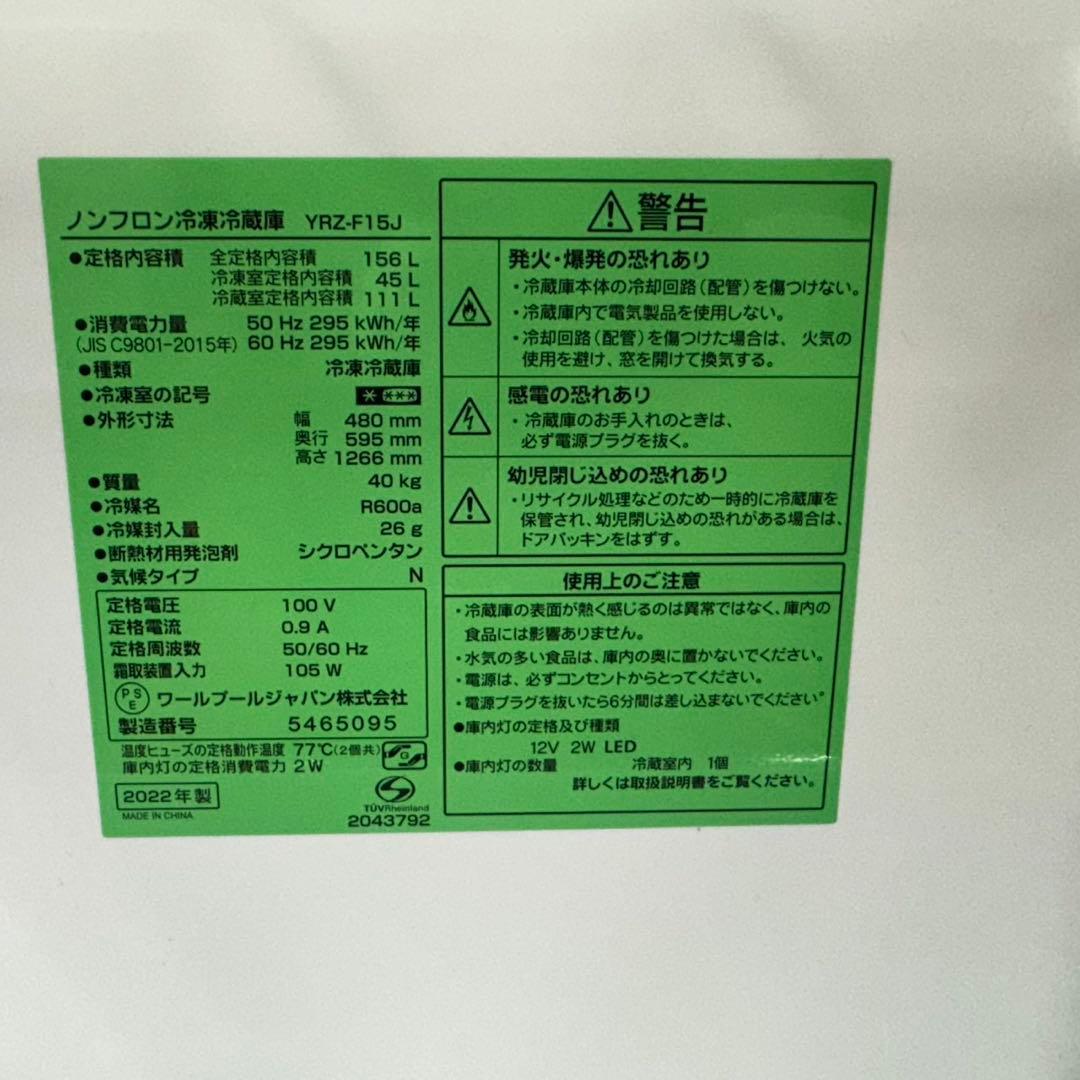 ノンフロン冷凍冷蔵庫 YRZ-F15J
●定格内容積 全定格内容積 156 L
冷凍室定格内容積 45 L
冷蔵室定格内容積 111 L
●消費電力量 50 Hz 295 kWh/年
(JIS C9801-2015年) 60 Hz 295 kWh/年
●種類 冷凍冷蔵庫
●冷凍室の記号
●外形寸法 幅 480 mm
奥行 595 mm
高さ 1266 mm
●質量 40 kg
●冷媒名 R600a
●冷媒封入量 26 g
●断熱材用発泡剤 シクロペンタン
●気候タイプ N
定格電圧 100 V
定格電流 0.9 A
定格周波数 50/60 Hz
霜取装置入力 105 W
PSE ワールプールジャパン株式会社
製造番号 5465095
温度ヒューズの定格動作温度 77℃(2個共)
庫内灯の定格消費電力 2W
G
2022年製
MADE IN CHINA
TÜVRheinland
2043792
警告
発火・爆発の恐れあり
・冷蔵庫本体の冷却回路(配管)を傷つけない。
・冷蔵庫内で電気製品を使用しない。
・冷却回路(配管)を傷つけた場合は、 火気の
使用を避け、窓を開けて換気する。
感電の恐れあり
・冷蔵庫のお手入れのときは、
必ず電源プラグを抜く。
幼児閉じ込めの恐れあり
・リサイクル処理などのため一時的に冷蔵庫を
保管され、幼児閉じ込めの恐れがある場合は、
ドアパッキンをはずす。
使用上のご注意
・冷蔵庫の表面が熱く感じるのは異常ではなく、庫内の
食品には影響ありません。
・水気の多い食品は、庫内の奥に置かないでください。
・電源は、必ずコンセントからとってください。
・電源プラグを抜いたら6分間は差し込まないでください。
●庫内灯の定格及び種類
12V 2W LED
●庫内灯の数量 冷蔵室内 1個
詳しくは取扱説明書をご覧ください。